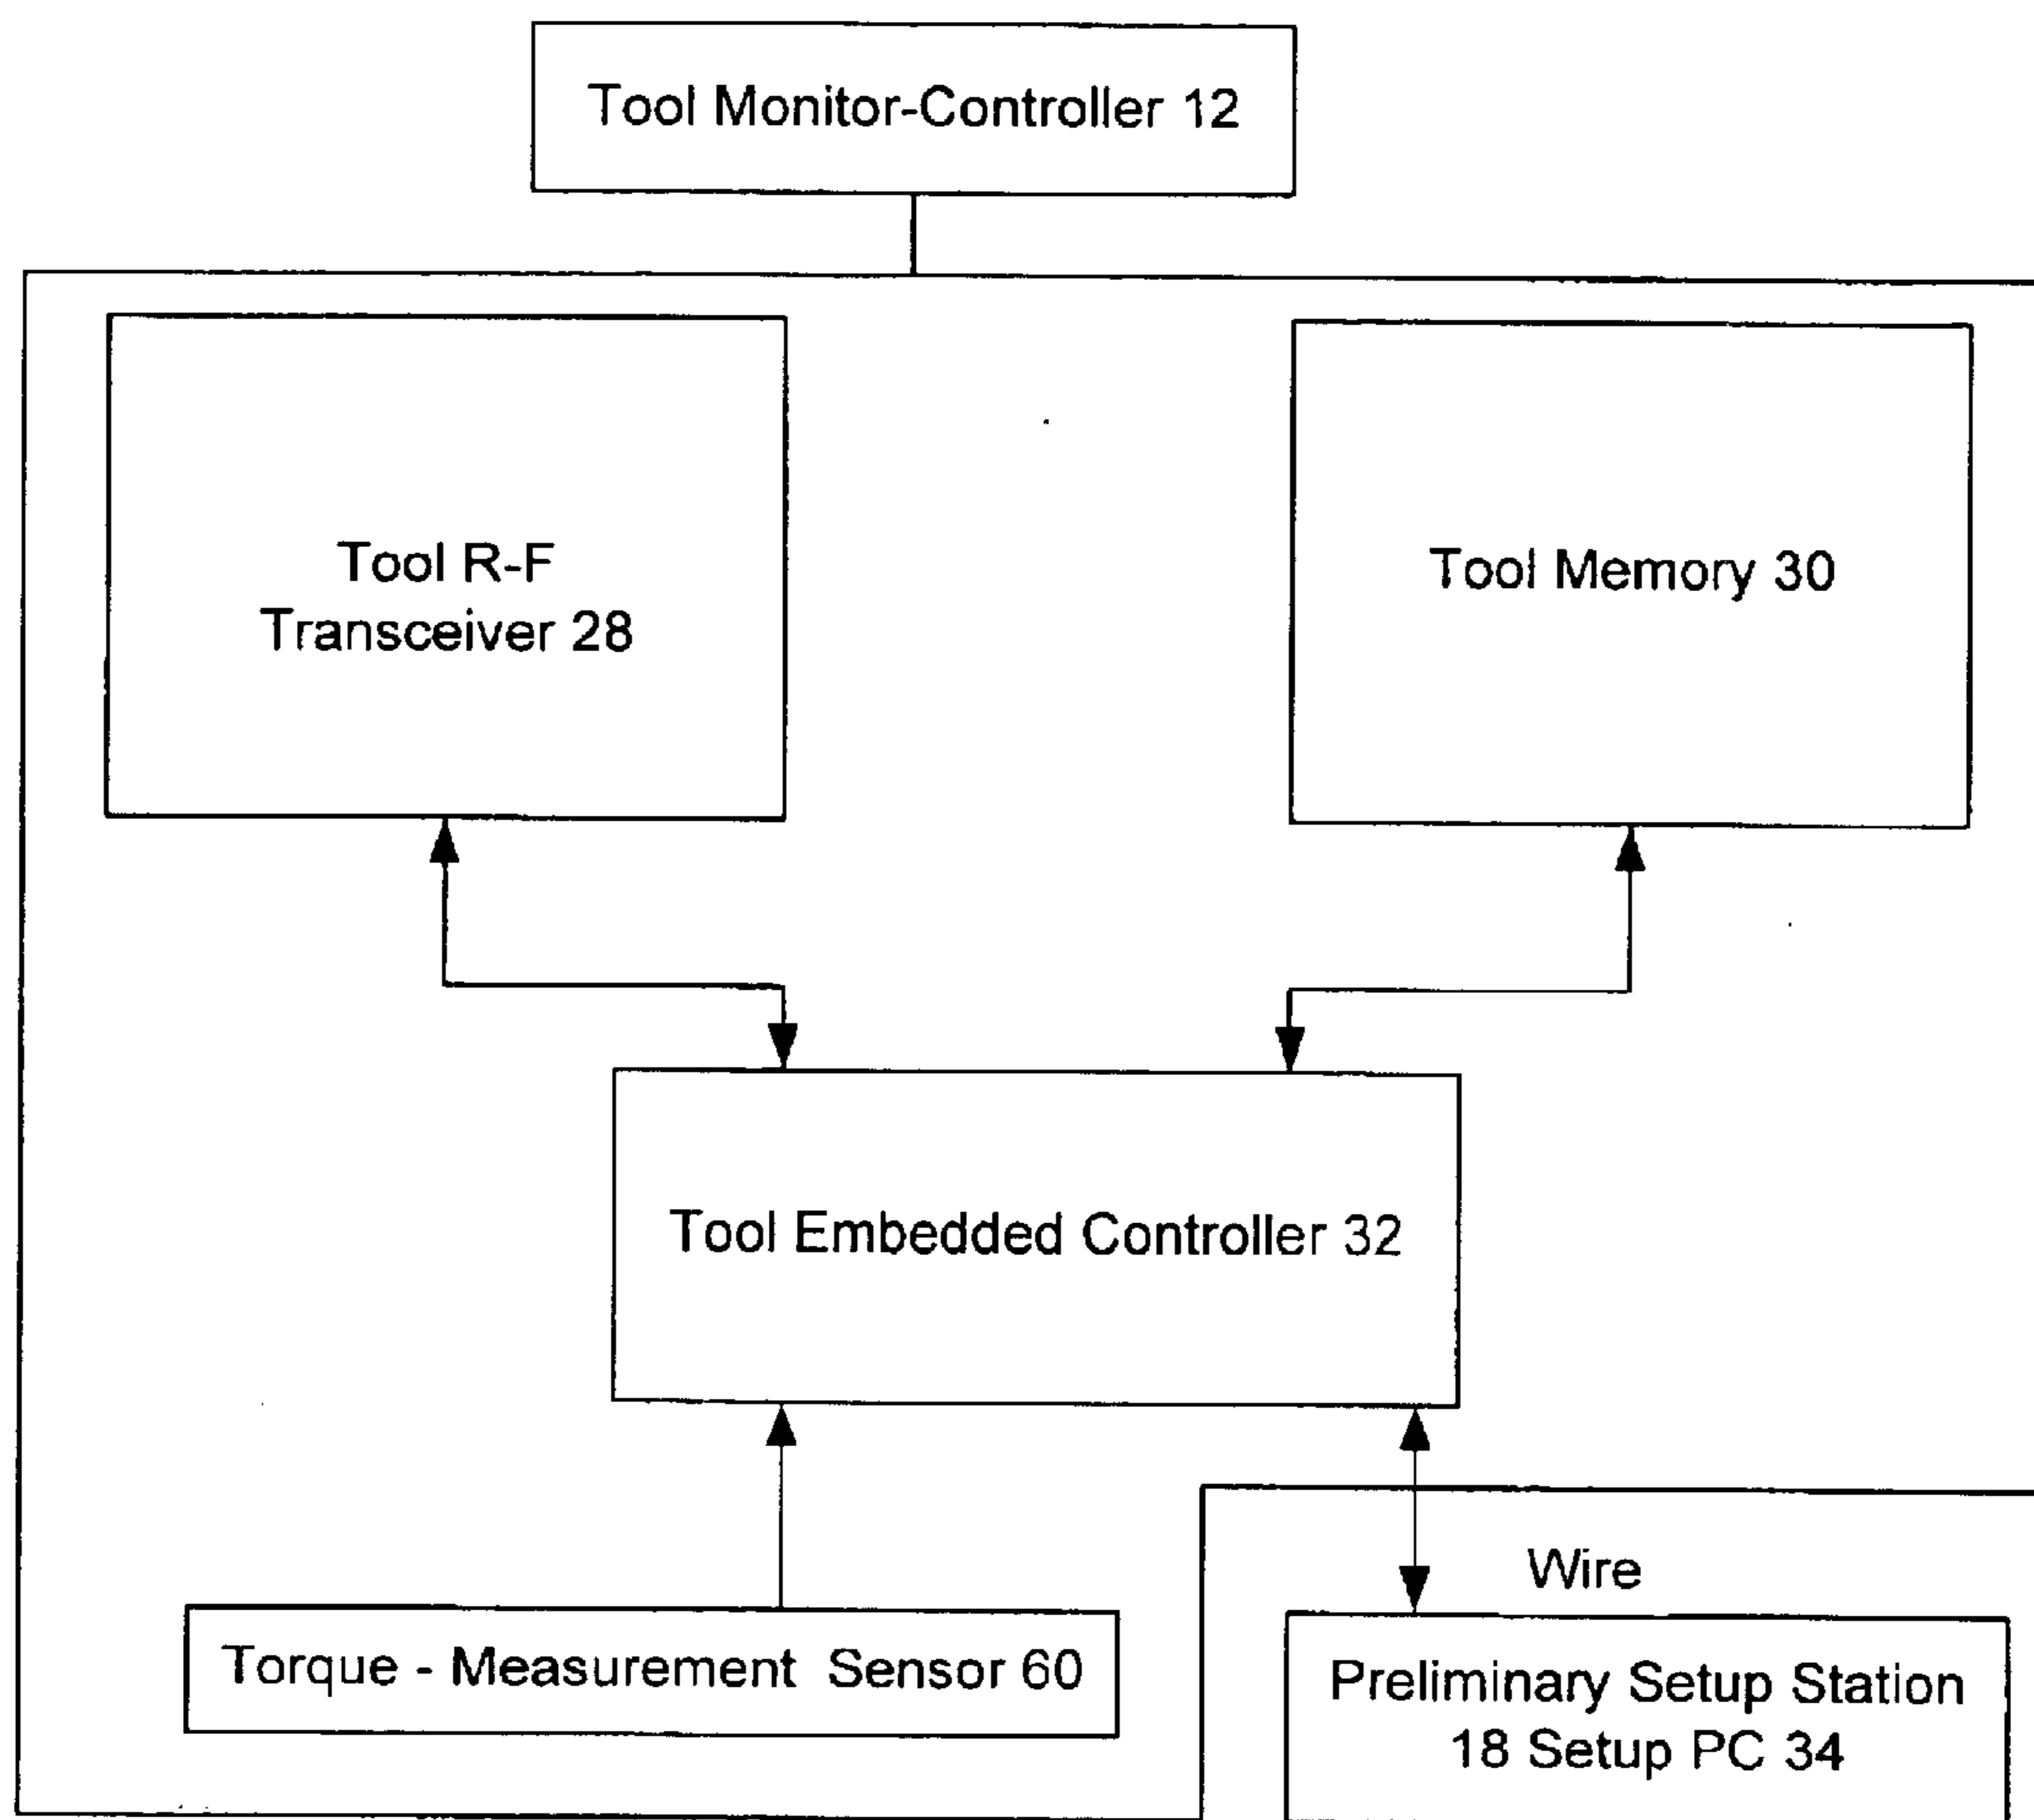 Tool Monitor-Controller 12
Tool R-F
Transceiver 28
Tool Memory 30
Tool Embedded Controller 32
Wire
Torque - Measurement Sensor 60
Preliminary Setup Station
18 Setup PC 34